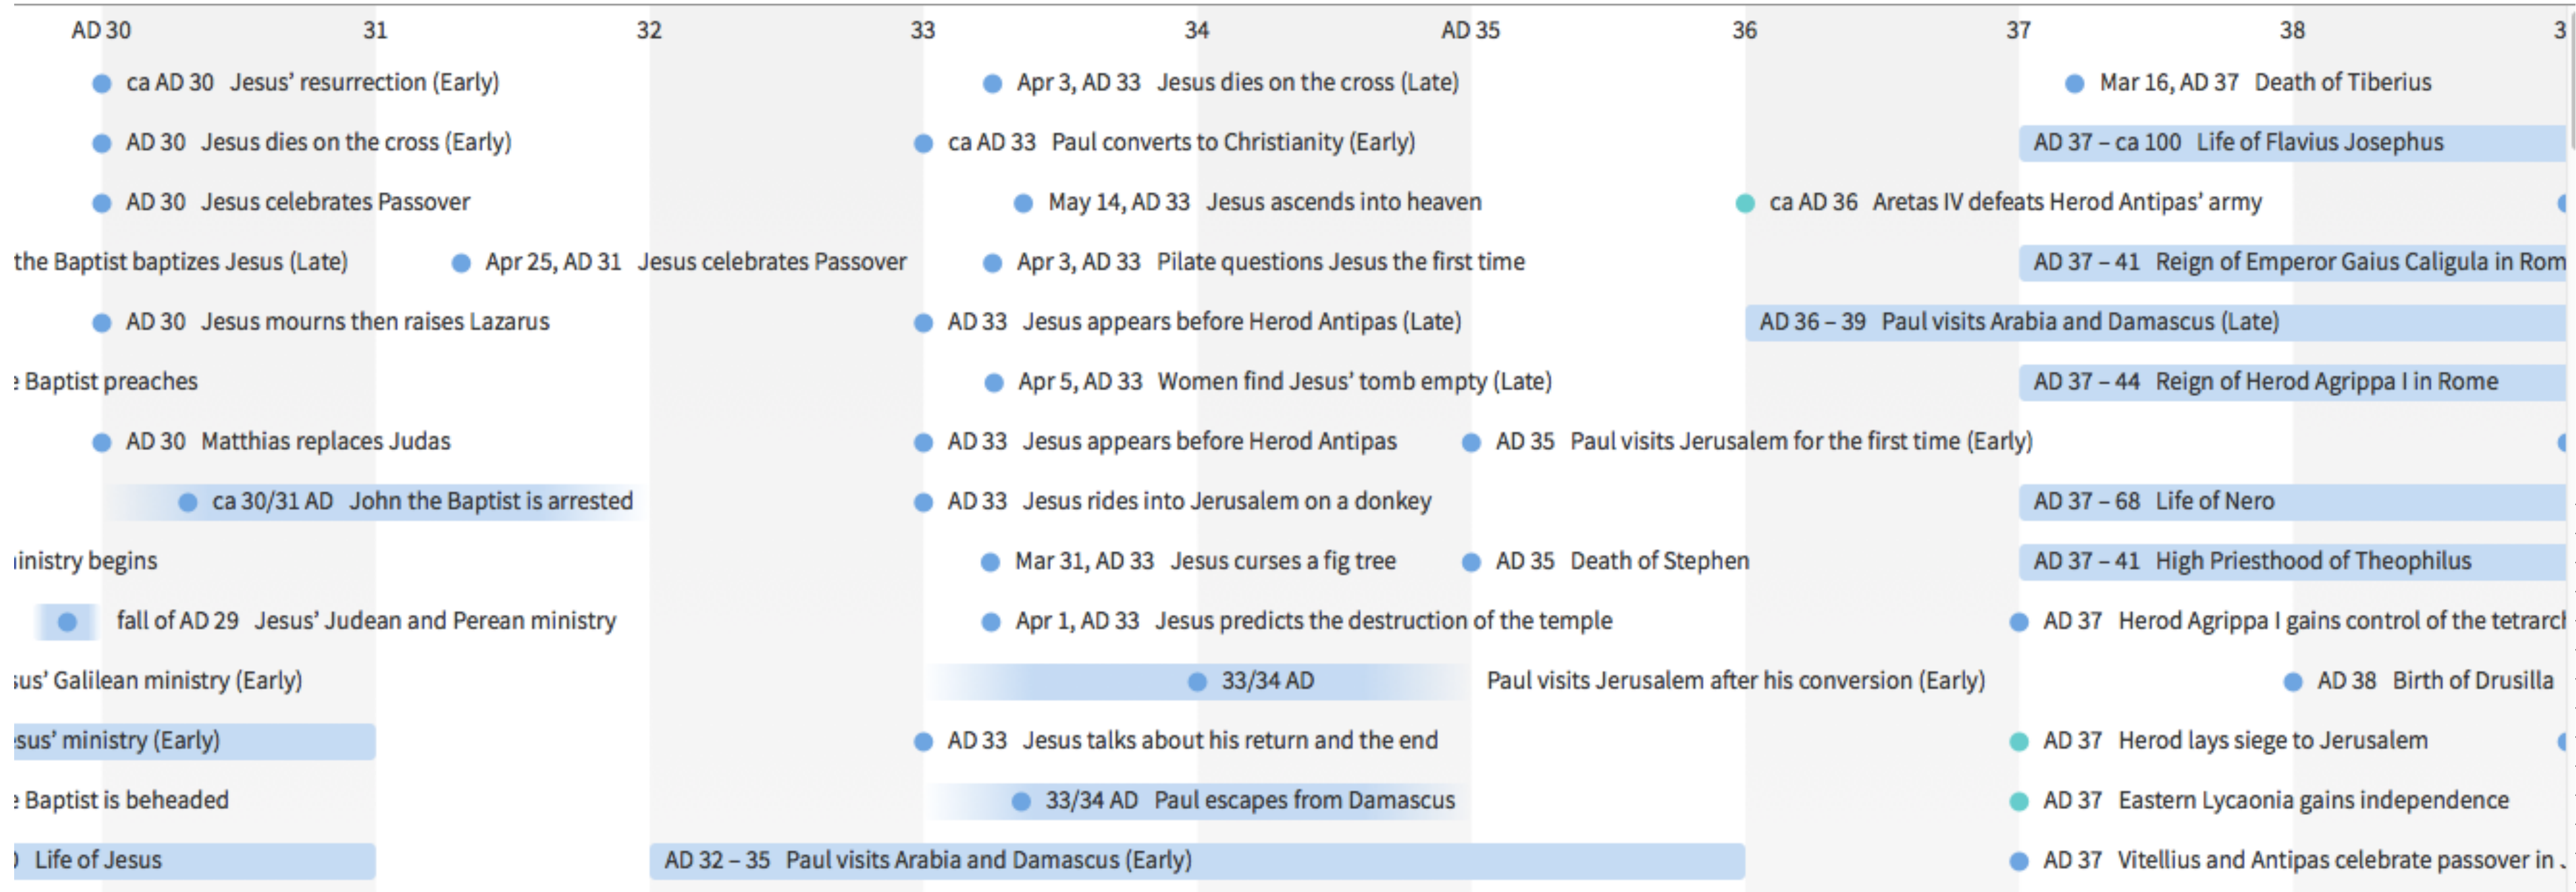 AD 30 31 32 33 34 AD 35 36 37 38 3
ca AD 30 Jesus’ resurrection (Early) Apr 3, AD 33 Jesus dies on the cross (Late) Mar 16, AD 37 Death of Tiberius
AD 30 Jesus dies on the cross (Early) ca AD 33 Paul converts to Christianity (Early) AD 37 – ca 100 Life of Flavius Josephus
AD 30 Jesus celebrates Passover May 14, AD 33 Jesus ascends into heaven ca AD 36 Aretas IV defeats Herod Antipas’ army
the Baptist baptizes Jesus (Late) Apr 25, AD 31 Jesus celebrates Passover Apr 3, AD 33 Pilate questions Jesus the first time AD 37 – 41 Reign of Emperor Gaius Caligula in Rom
AD 30 Jesus mourns then raises Lazarus AD 33 Jesus appears before Herod Antipas (Late) AD 36 – 39 Paul visits Arabia and Damascus (Late)
e Baptist preaches Apr 5, AD 33 Women find Jesus’ tomb empty (Late) AD 37 – 44 Reign of Herod Agrippa I in Rome
AD 30 Matthias replaces Judas AD 33 Jesus appears before Herod Antipas AD 35 Paul visits Jerusalem for the first time (Early)
ca 30/31 AD John the Baptist is arrested AD 33 Jesus rides into Jerusalem on a donkey AD 37 – 68 Life of Nero
inistry begins Mar 31, AD 33 Jesus curses a fig tree AD 35 Death of Stephen AD 37 – 41 High Priesthood of Theophilus
fall of AD 29 Jesus’ Judean and Perean ministry Apr 1, AD 33 Jesus predicts the destruction of the temple AD 37 Herod Agrippa I gains control of the tetrarch
sus’ Galilean ministry (Early) 33/34 AD Paul visits Jerusalem after his conversion (Early) AD 38 Birth of Drusilla
esus’ ministry (Early) AD 33 Jesus talks about his return and the end AD 37 Herod lays siege to Jerusalem
e Baptist is beheaded 33/34 AD Paul escapes from Damascus AD 37 Eastern Lycaonia gains independence
Life of Jesus AD 32 – 35 Paul visits Arabia and Damascus (Early) AD 37 Vitellius and Antipas celebrate passover in